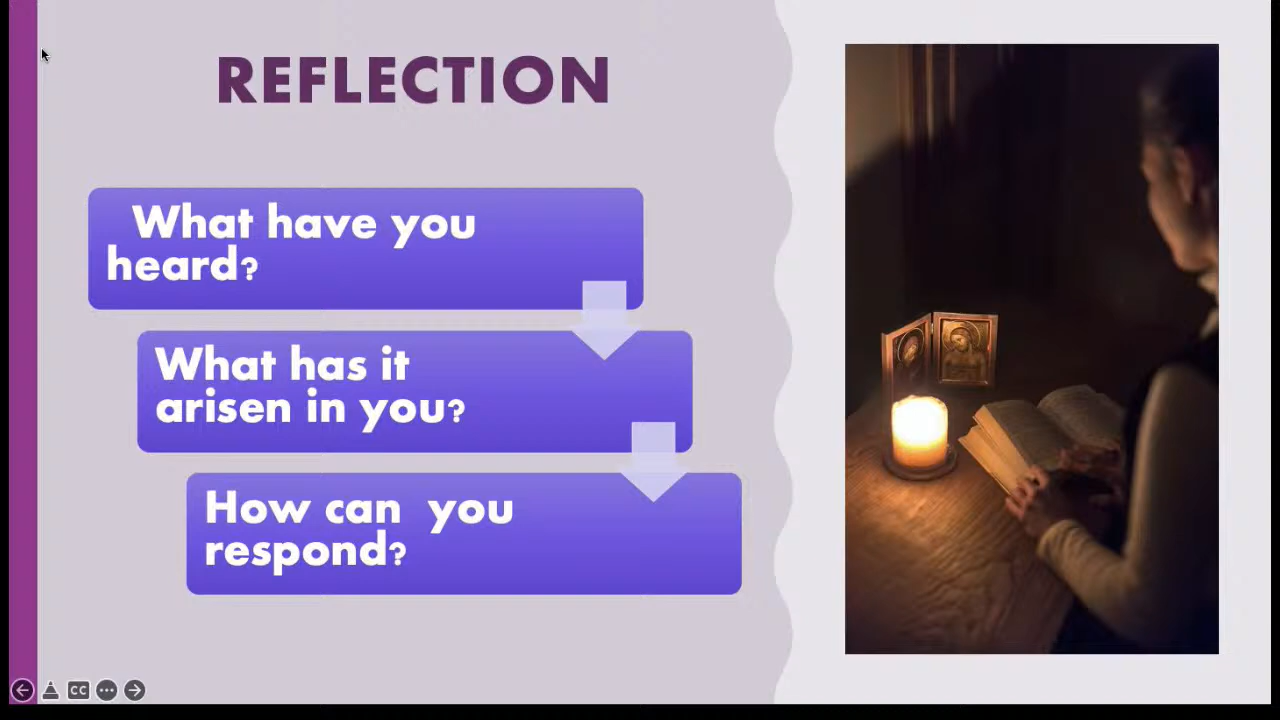 REFLECTION
What have you
heard?
What has it
arisen in you?
How can  you
respond?
CC